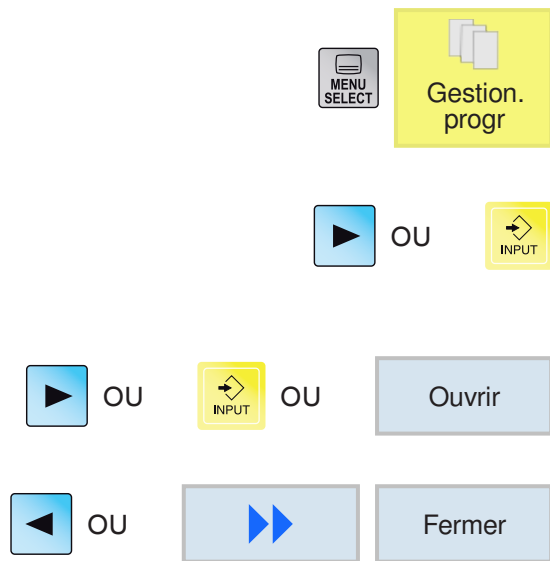 MENU
SELECT
Gestion.
progr
OU
INPUT
OU
INPUT
OU
Ouvrir
OU
Fermer